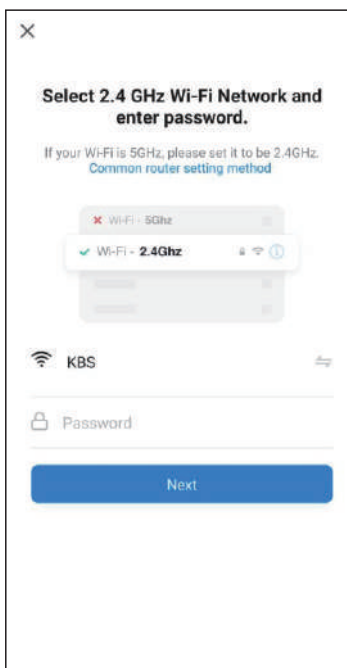 Select 2.4 GHz Wi-Fi Network and
enter password.
If your Wi-Fi is 5GHz, please set it to be 2.4GHz.
Common router setting method
Wi-Fi - 5Ghz
Wi-Fi - 2.4Ghz
KBS
Password
Next